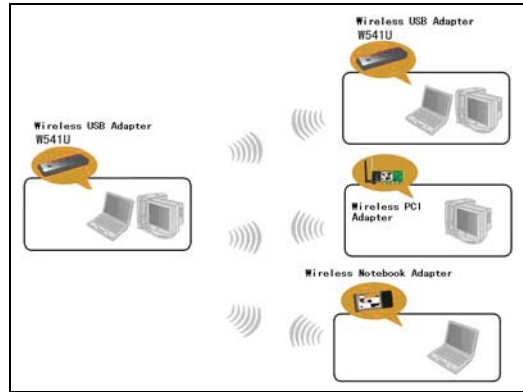 Wireless USB Adapter
W541U
Wireless USB Adapter
W541U
Wireless PCI
Adapter
Wireless Notebook Adapter